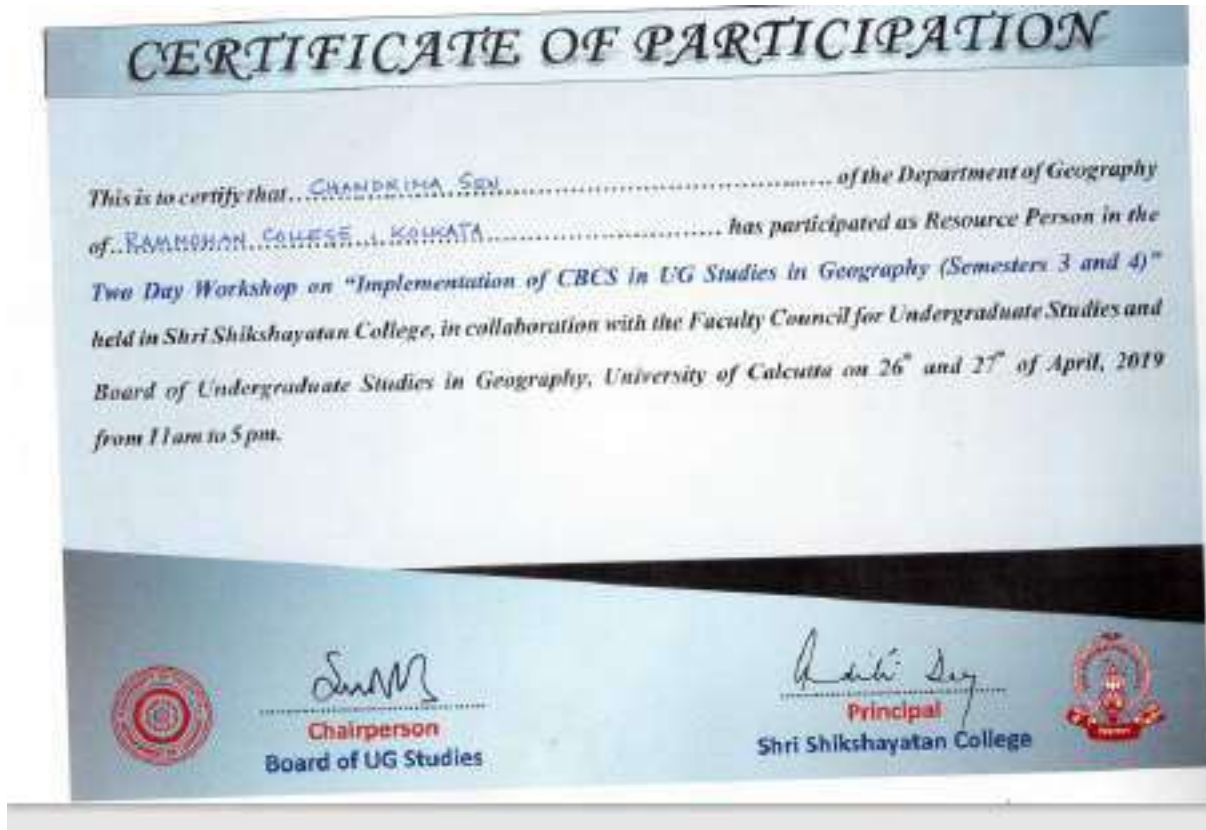 CERTIFICATE OF PARTICIPATION
This is to certify that.. CHANDRIMA SEN .......................................... of the Department of Geography
of.. RAMMOHAN COLLEGE , KOLKATA .............................. has participated as Resource Person in the
Two Day Workshop on "Implementation of CBCS in UG Studies in Geography (Semesters 3 and 4)"
held in Shri Shikshayatan College, in collaboration with the Faculty Council for Undergraduate Studies and
Board of Undergraduate Studies in Geography, University of Calcutta on 26th and 27th of April, 2019
from 11am to 5 pm.
Aditi Dey
Chairperson
Principal
Board of UG Studies
Shri Shikshayatan College